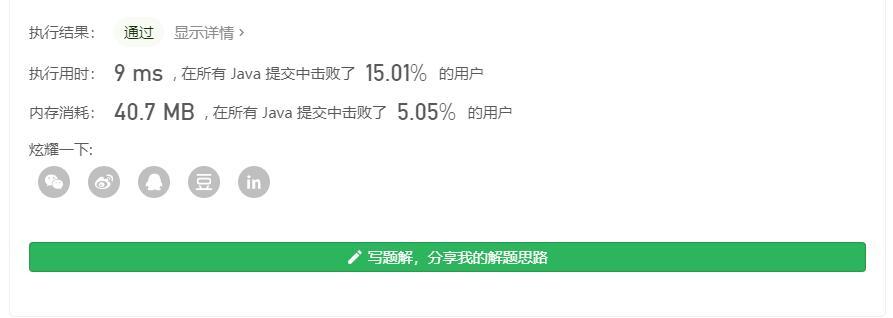 执行结果： 通过 显示详情 ›
执行用时： 9 ms , 在所有 Java 提交中击败了 15.01% 的用户
内存消耗： 40.7 MB , 在所有 Java 提交中击败了 5.05% 的用户
炫耀一下:
豆 in
写题解，分享我的解题思路